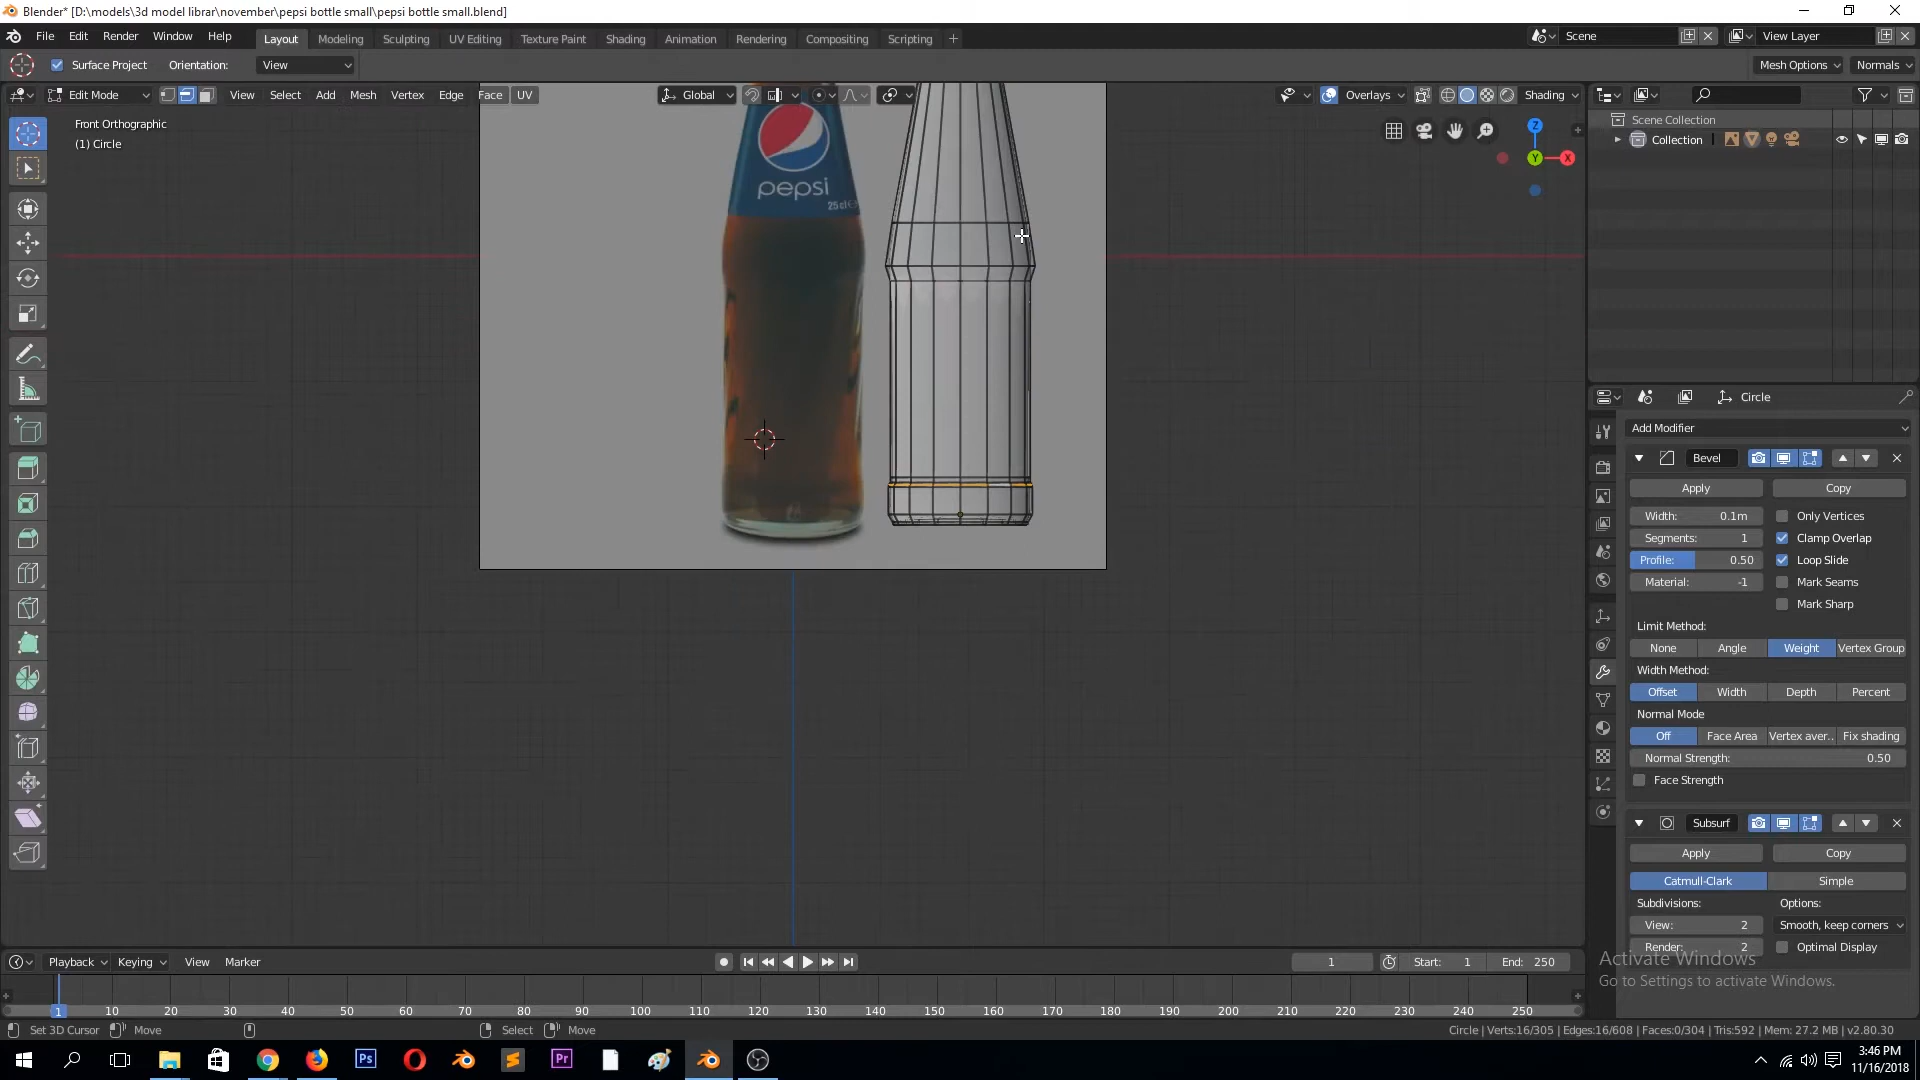 Blender* [D:\models\3d model librar\november\pepsi bottle small\pepsi bottle small.blend]
File Edit Render Window Help Layout Modeling Sculpting UV Editing Texture Paint Shading Animation Rendering Compositing Scripting + Scene View Layer
Surface Project Orientation: View Mesh Options Normals
Edit Mode View Select Add Mesh Vertex Edge Face UV Global Overlays Shading
Front Orthographic
(1) Circle
Z
Y
X
pepsi
25cl
Scene Collection
Collection
Circle
Add Modifier
Bevel
Apply Copy
Width: 0.1m Only Vertices
Segments: 1 Clamp Overlap
Profile: 0.50 Loop Slide
Material: -1 Mark Seams
Mark Sharp
Limit Method:
None Angle Weight Vertex Group
Width Method:
Offset Width Depth Percent
Normal Mode
Off Face Area Vertex aver.. Fix shading
Normal Strength: 0.50
Face Strength
Subsurf
Apply Copy
Catmull-Clark Simple
Subdivisions: Options:
View: 2 Smooth, keep corners
Render: 2 Optimal Display
Activate Windows
Go to Settings to activate Windows.
Playback Keying View Marker 1 Start: 1 End: 250
1 10 20 30 40 50 60 70 80 90 100 110 120 130 140 150 160 170 180 190 200 210 220 230 240 250
Set 3D Cursor Move Select Move Circle | Verts:16/305 | Edges:16/608 | Faces:0/304 | Tris:592 | Mem: 27.2 MB | v2.80.30
Ps Pr
3:46 PM
11/16/2018